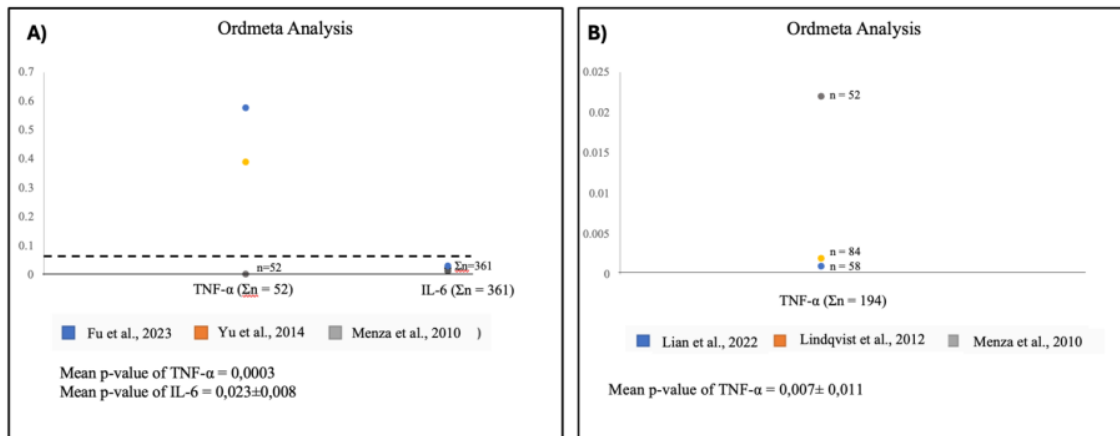 A)
Ordmeta Analysis
0.7
0.6
0.5
0.4
0.3
0.2
0.1
0
n=52
Σn=361
TNF-α (Σn = 52)
IL-6 (Σn = 361)
Fu et al., 2023
Yu et al., 2014
Menza et al., 2010 )
Mean p-value of TNF-α = 0,0003
Mean p-value of IL-6 = 0,023±0,008
B)
Ordmeta Analysis
0.025
0.02
0.015
0.01
0.005
0
n = 52
n = 84
n = 58
TNF-α (Σn = 194)
Lian et al., 2022
Lindqvist et al., 2012
Menza et al., 2010
Mean p-value of TNF-α = 0,007± 0,011